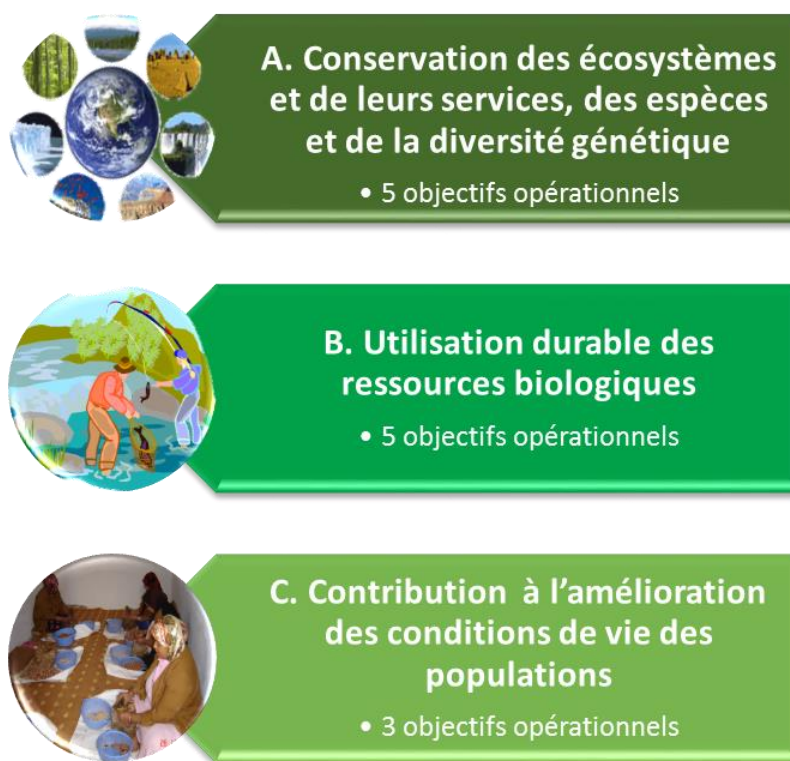 A. Conservation des écosystèmes
et de leurs services, des espèces
et de la diversité génétique
• 5 objectifs opérationnels
B. Utilisation durable des
ressources biologiques
• 5 objectifs opérationnels
C. Contribution à l’amélioration
des conditions de vie des
populations
• 3 objectifs opérationnels